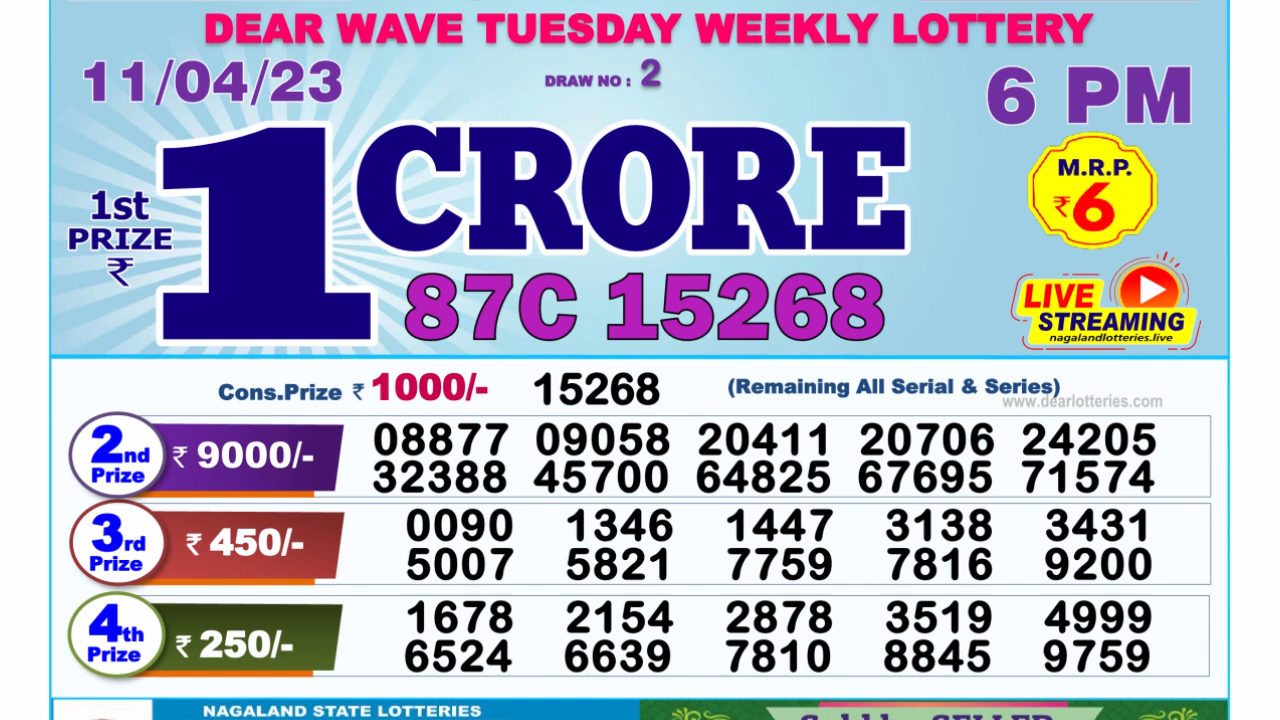 DEAR WAVE TUESDAY WEEKLY LOTTERY
11/04/23
DRAW NO : 2
6 PM
1st
PRIZE
₹
1 CRORE
87C 15268
M.R.P.
₹6
LIVE
STREAMING
nagalandlotteries.live
Cons.Prize ₹ 1000/- 15268 (Remaining All Serial & Series)
www.dearlotteries.com
2nd
Prize
₹ 9000/-
08877 09058 20411 20706 24205
32388 45700 64825 67695 71574
3rd
Prize
₹ 450/-
0090 1346 1447 3138 3431
5007 5821 7759 7816 9200
4th
Prize
₹ 250/-
1678 2154 2878 3519 4999
6524 6639 7810 8845 9759
NAGALAND STATE LOTTERIES